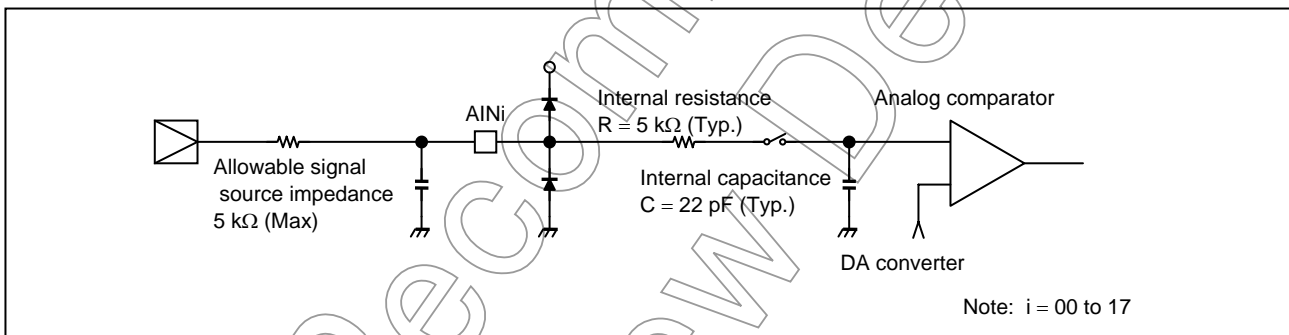 AINi
Internal resistance
R = 5 kΩ (Typ.)
Analog comparator
Allowable signal
source impedance
5 kΩ (Max)
Internal capacitance
C = 22 pF (Typ.)
DA converter
Note: i = 00 to 17